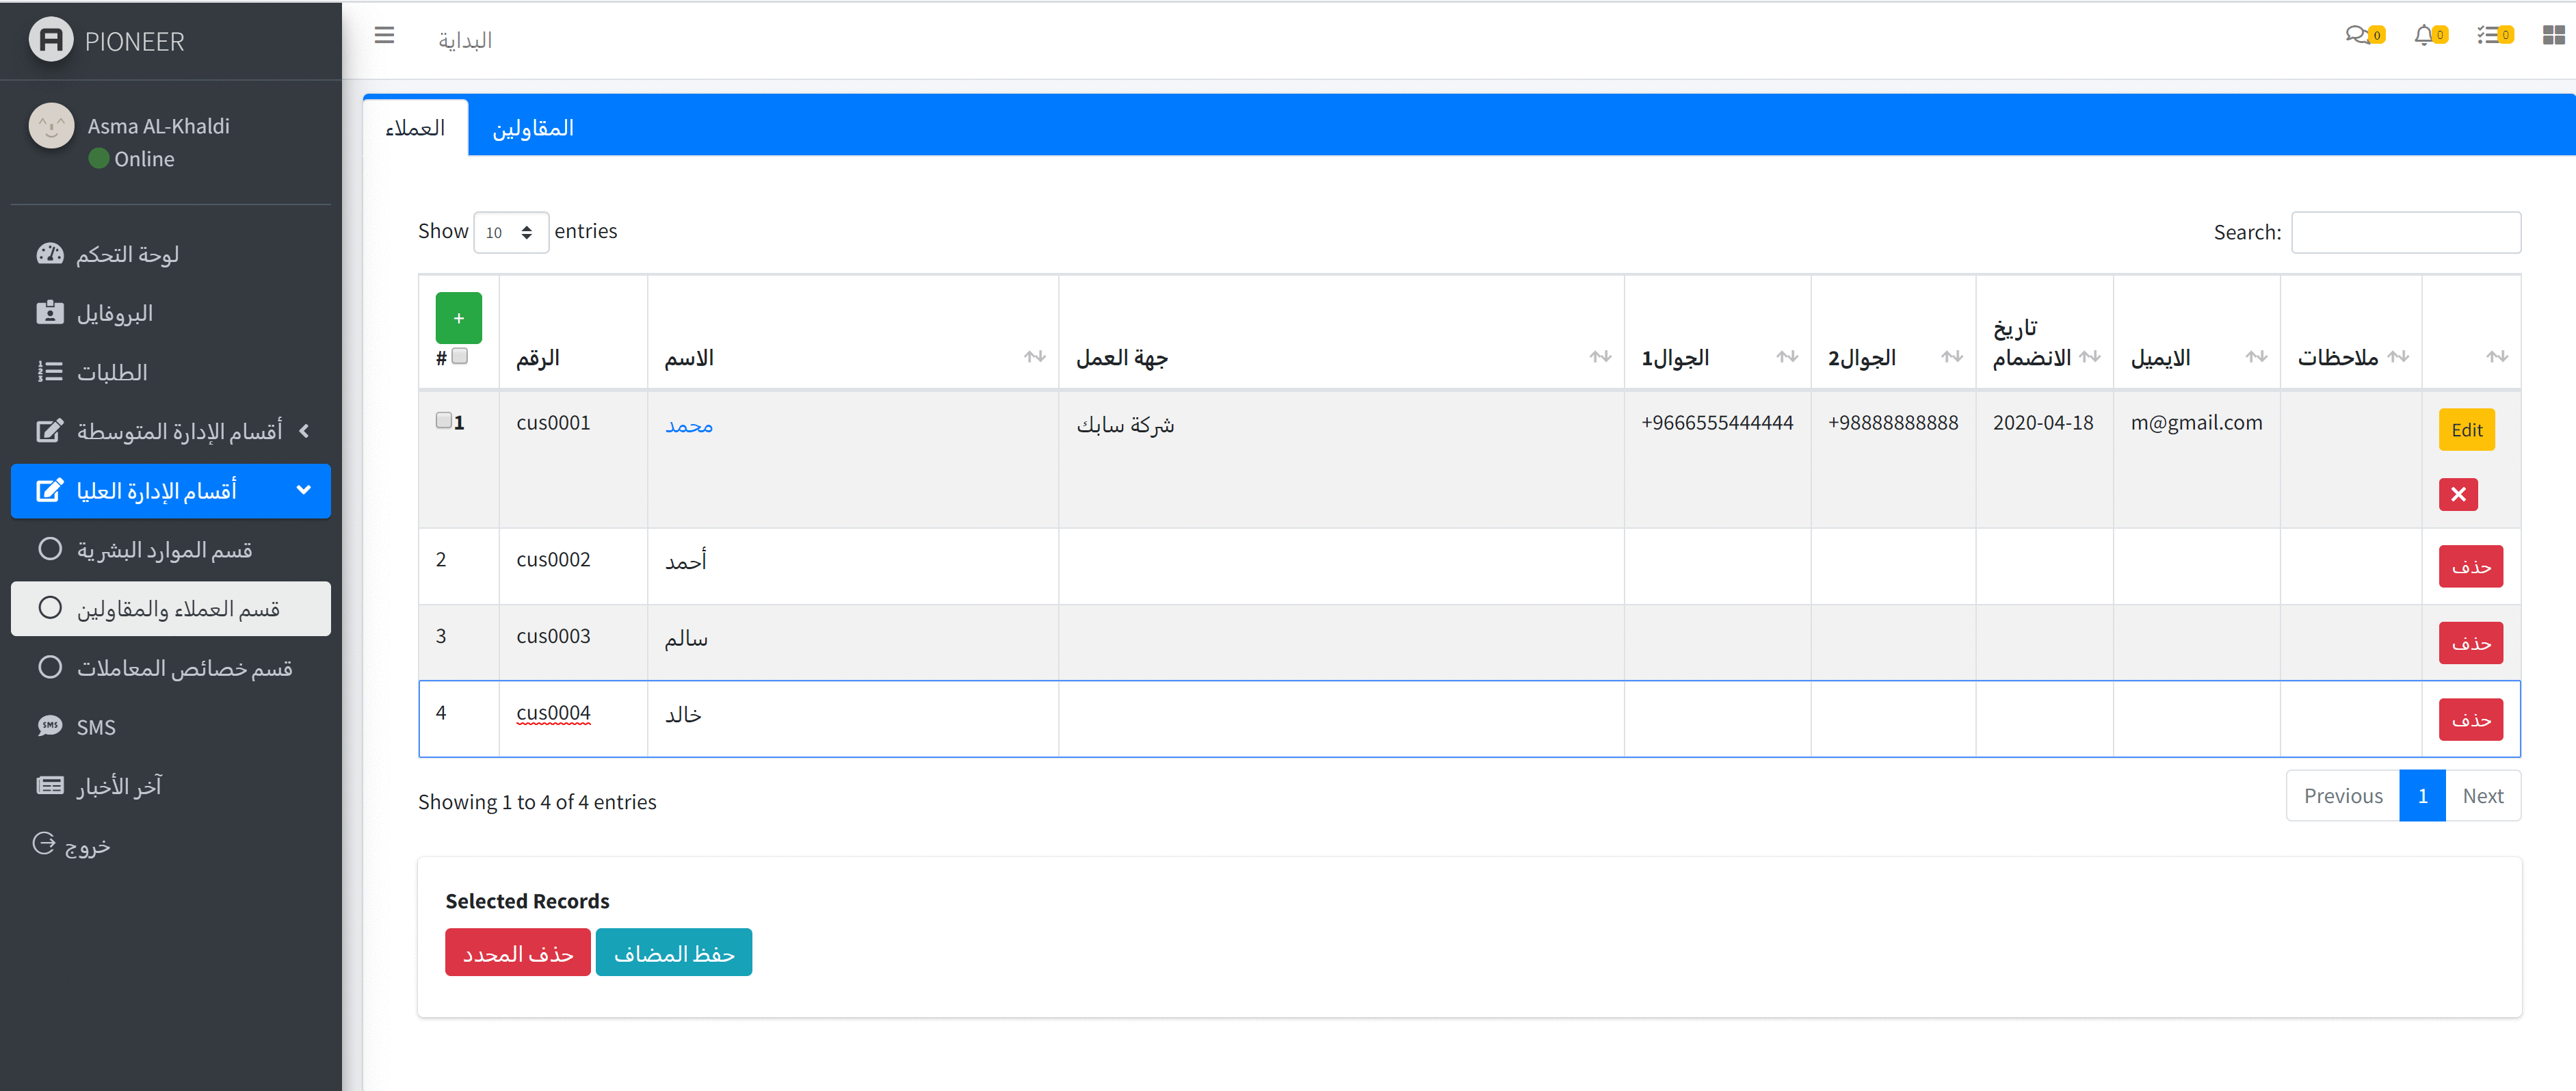 PIONEER
Asma AL-Khaldi
Online
لوحة التحكم
البروفايل
الطلبات
أقسام الإدارة المتوسطة
أقسام الإدارة العليا
قسم الموارد البشرية
قسم العملاء والمقاولين
قسم خصائص المعاملات
SMS
آخر الأخبار
خروج
البداية
0
0
0
العملاء
المقاولين
Show 10 entries
Search:
+
# الرقم الاسم جهة العمل الجوال1 الجوال2 تاريخ الانضمام الايميل ملاحظات
1 cus0001 محمد شركة سابك +9666555444444 +98888888888 2020-04-18 m@gmail.com Edit
2 cus0002 أحمد حذف
3 cus0003 سالم حذف
4 cus0004 خالد حذف
Showing 1 to 4 of 4 entries
Previous 1 Next
Selected Records
حذف المحدد
حفظ المضاف